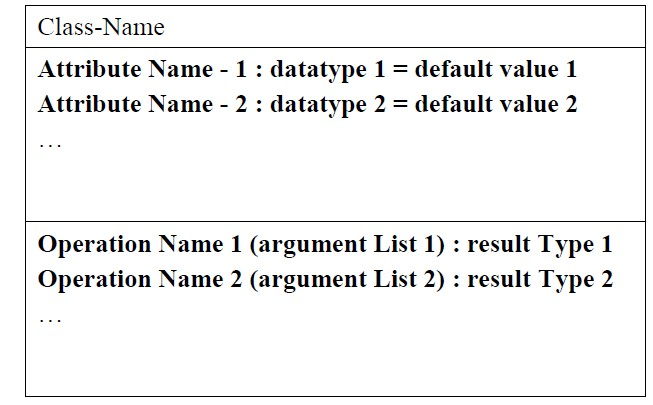 Class-Name
Attribute Name - 1 : datatype 1 = default value 1
Attribute Name - 2 : datatype 2 = default value 2
…
Operation Name 1 (argument List 1) : result Type 1
Operation Name 2 (argument List 2) : result Type 2
…